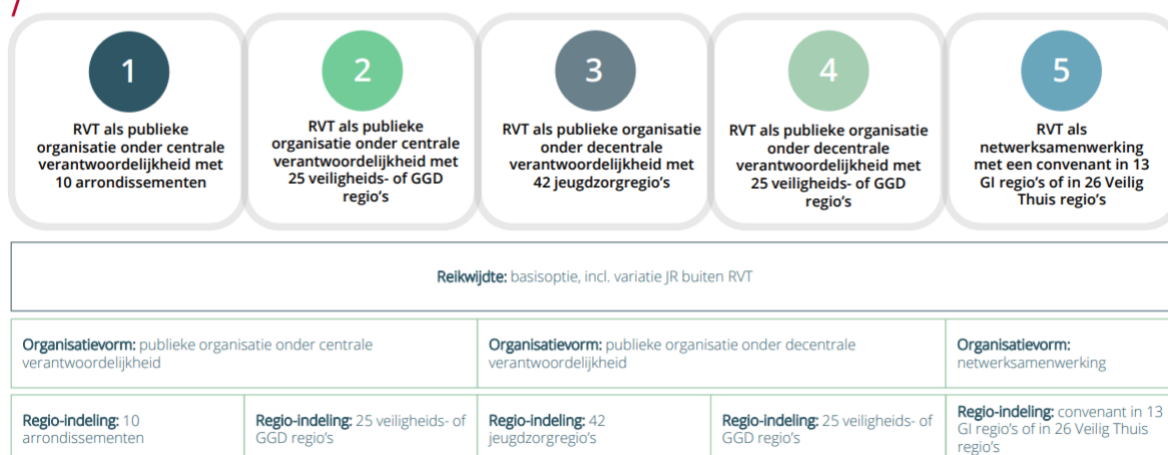 1
RVT als publieke
organisatie onder centrale
verantwoordelijkheid met
10 arrondissementen
2
RVT als publieke
organisatie onder centrale
verantwoordelijkheid met
25 veiligheids- of GGD
regio's
3
RVT als publieke organisatie
onder decentrale
verantwoordelijkheid met
42 jeugdzorgregio's
4
RVT als publieke organisatie
onder decentrale
verantwoordelijkheid met
25 veiligheids- of GGD
regio's
5
RVT als
netwerksamenwerking
met een convenant in 13
GI regio's of in 26 Veilig
Thuis regio's
Reikwijdte: basisoptie, incl. variatie JR buiten RVT
Organisatievorm: publieke organisatie onder centrale
verantwoordelijkheid
Organisatievorm: publieke organisatie onder decentrale
verantwoordelijkheid
Organisatievorm:
netwerksamenwerking
Regio-indeling: 10
arrondissementen
Regio-indeling: 25 veiligheids- of
GGD regio's
Regio-indeling: 42
jeugdzorgregio's
Regio-indeling: 25 veiligheids- of
GGD regio's
Regio-indeling: convenant in 13
GI regio's of in 26 Veilig Thuis
regio's